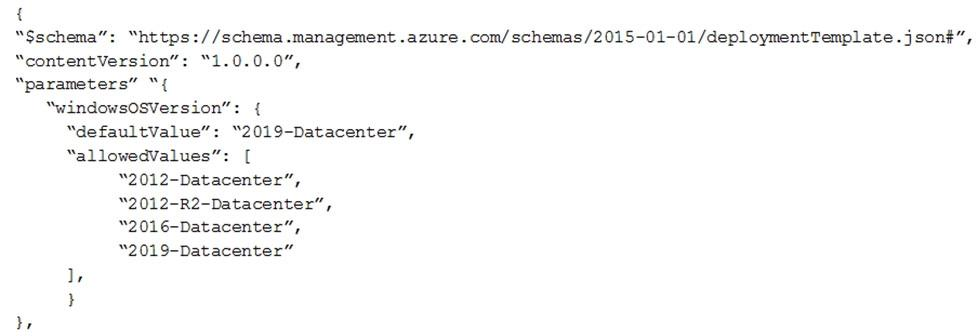 {
“$schema”: “https://schema.management.azure.com/schemas/2015-01-01/deploymentTemplate.json#”,
“contentVersion”: “1.0.0.0”,
“parameters” “{
“windowsOSVersion”: {
“defaultValue”: “2019-Datacenter”,
“allowedValues”: [
“2012-Datacenter”,
“2012-R2-Datacenter”,
“2016-Datacenter”,
“2019-Datacenter”
],
}
},